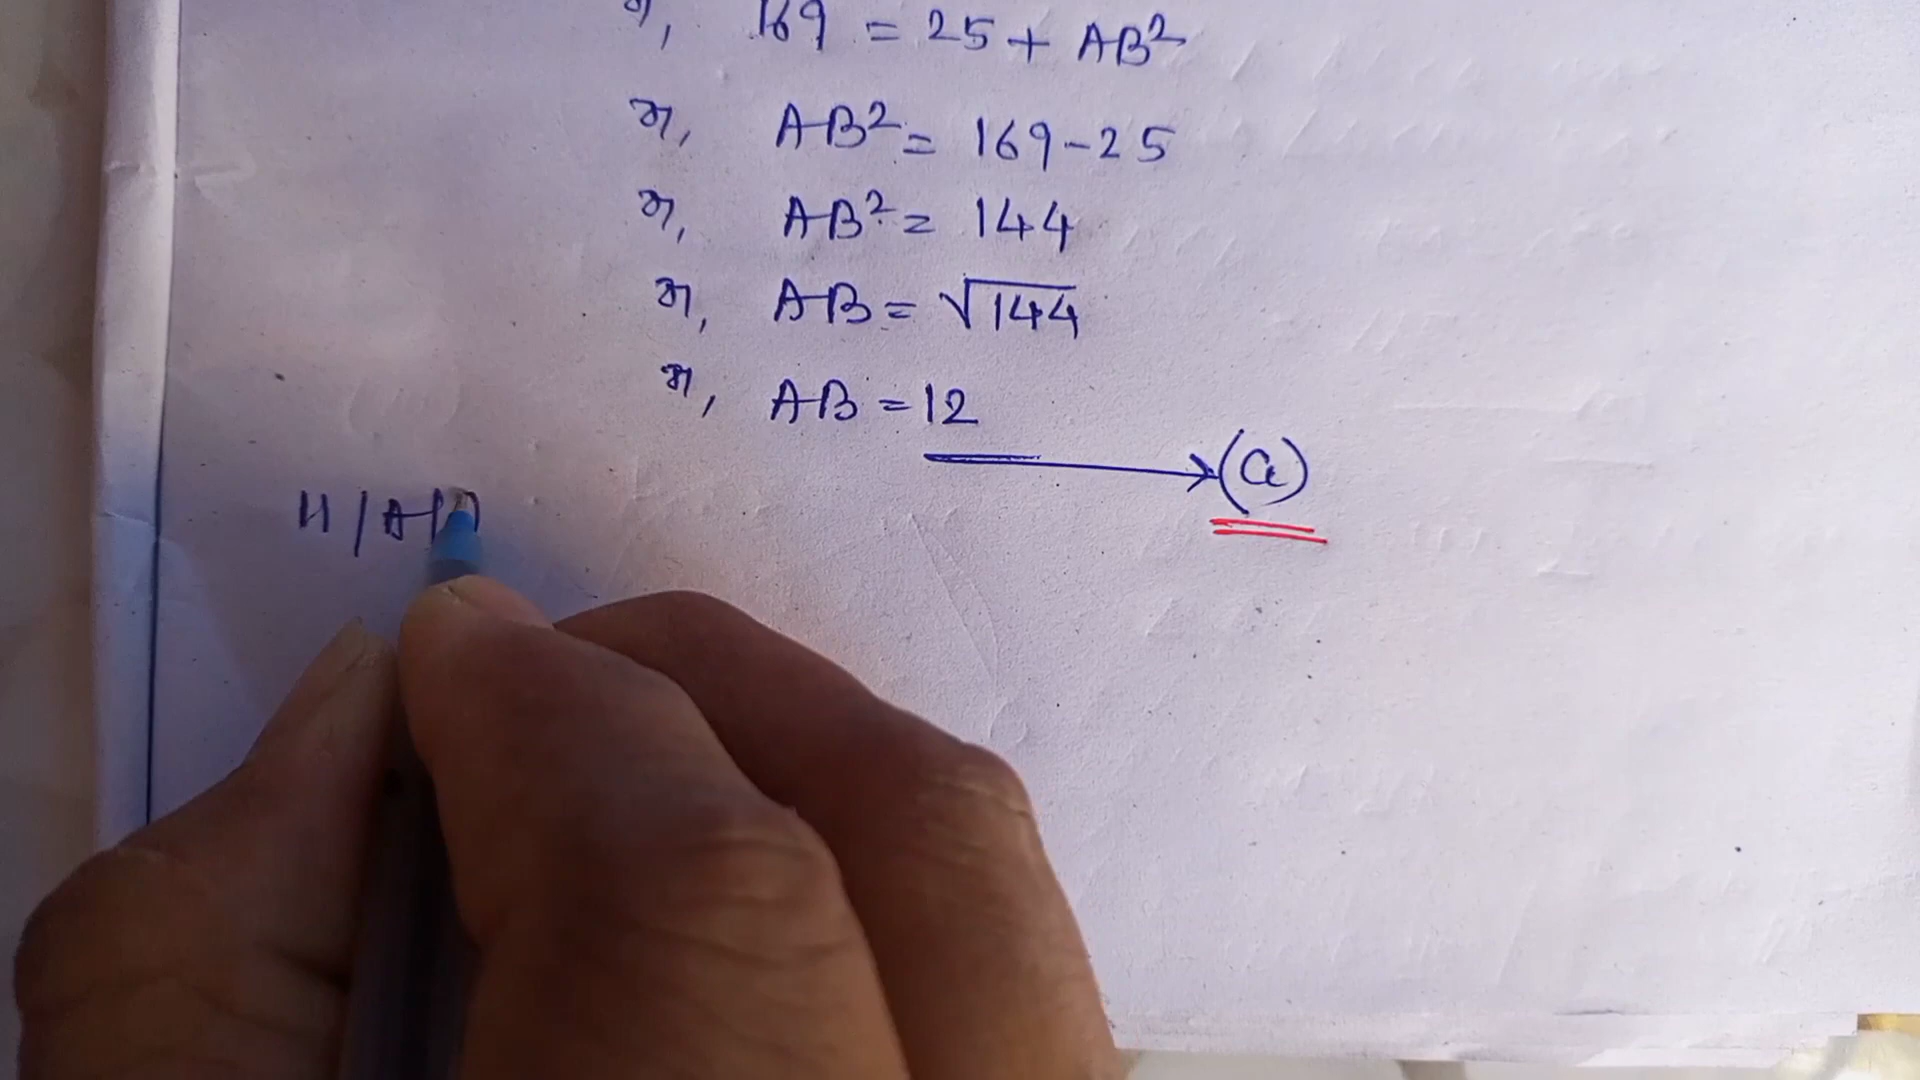 169 = 25 + AB²
AB² = 169 - 25
AB² = 144
AB = √144
AB = 12
(a)